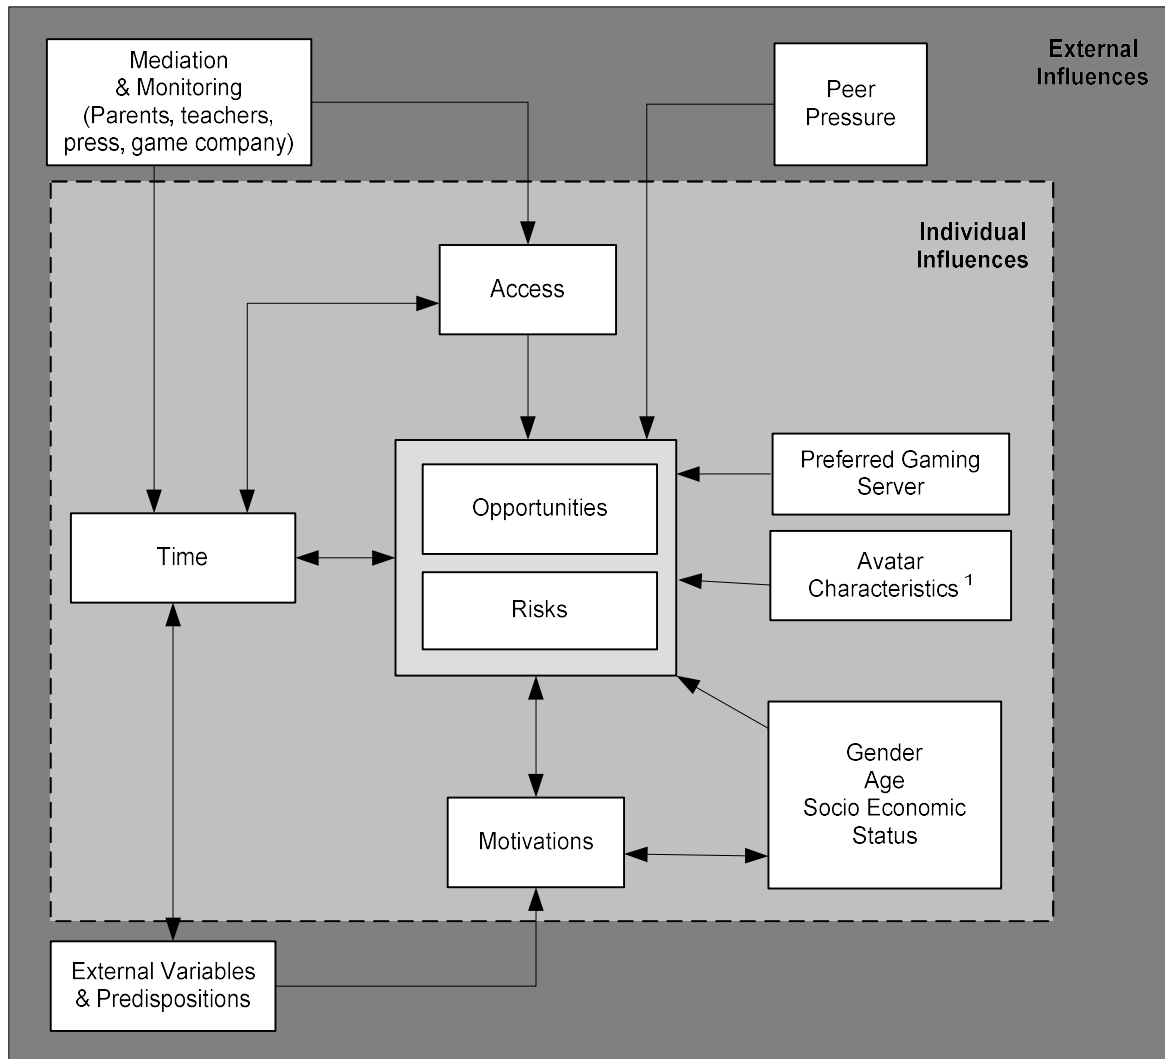 Mediation
& Monitoring
(Parents, teachers,
press, game company)
Peer
Pressure
External
Influences
Individual
Influences
Access
Opportunities
Risks
Time
Preferred Gaming
Server
Avatar
Characteristics ¹
Gender
Age
Socio Economic
Status
Motivations
External Variables
& Predispositions